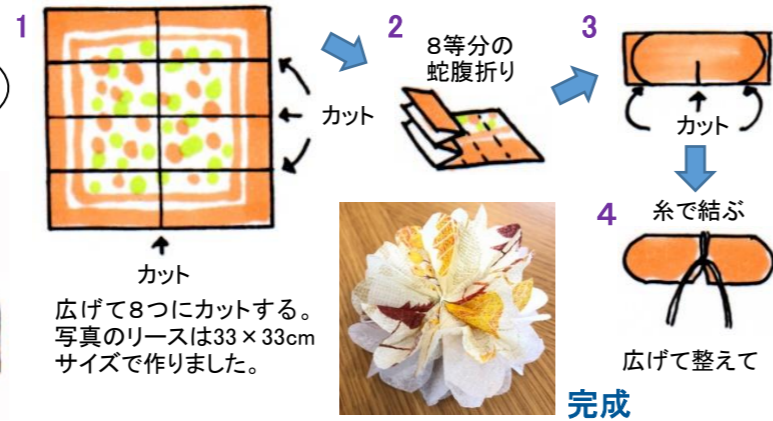 1
カット
カット
広げて８つにカットする。
写真のリースは33×33cm
サイズで作りました。
2
８等分の
蛇腹折り
3
カット
4
糸で結ぶ
広げて整えて
完成